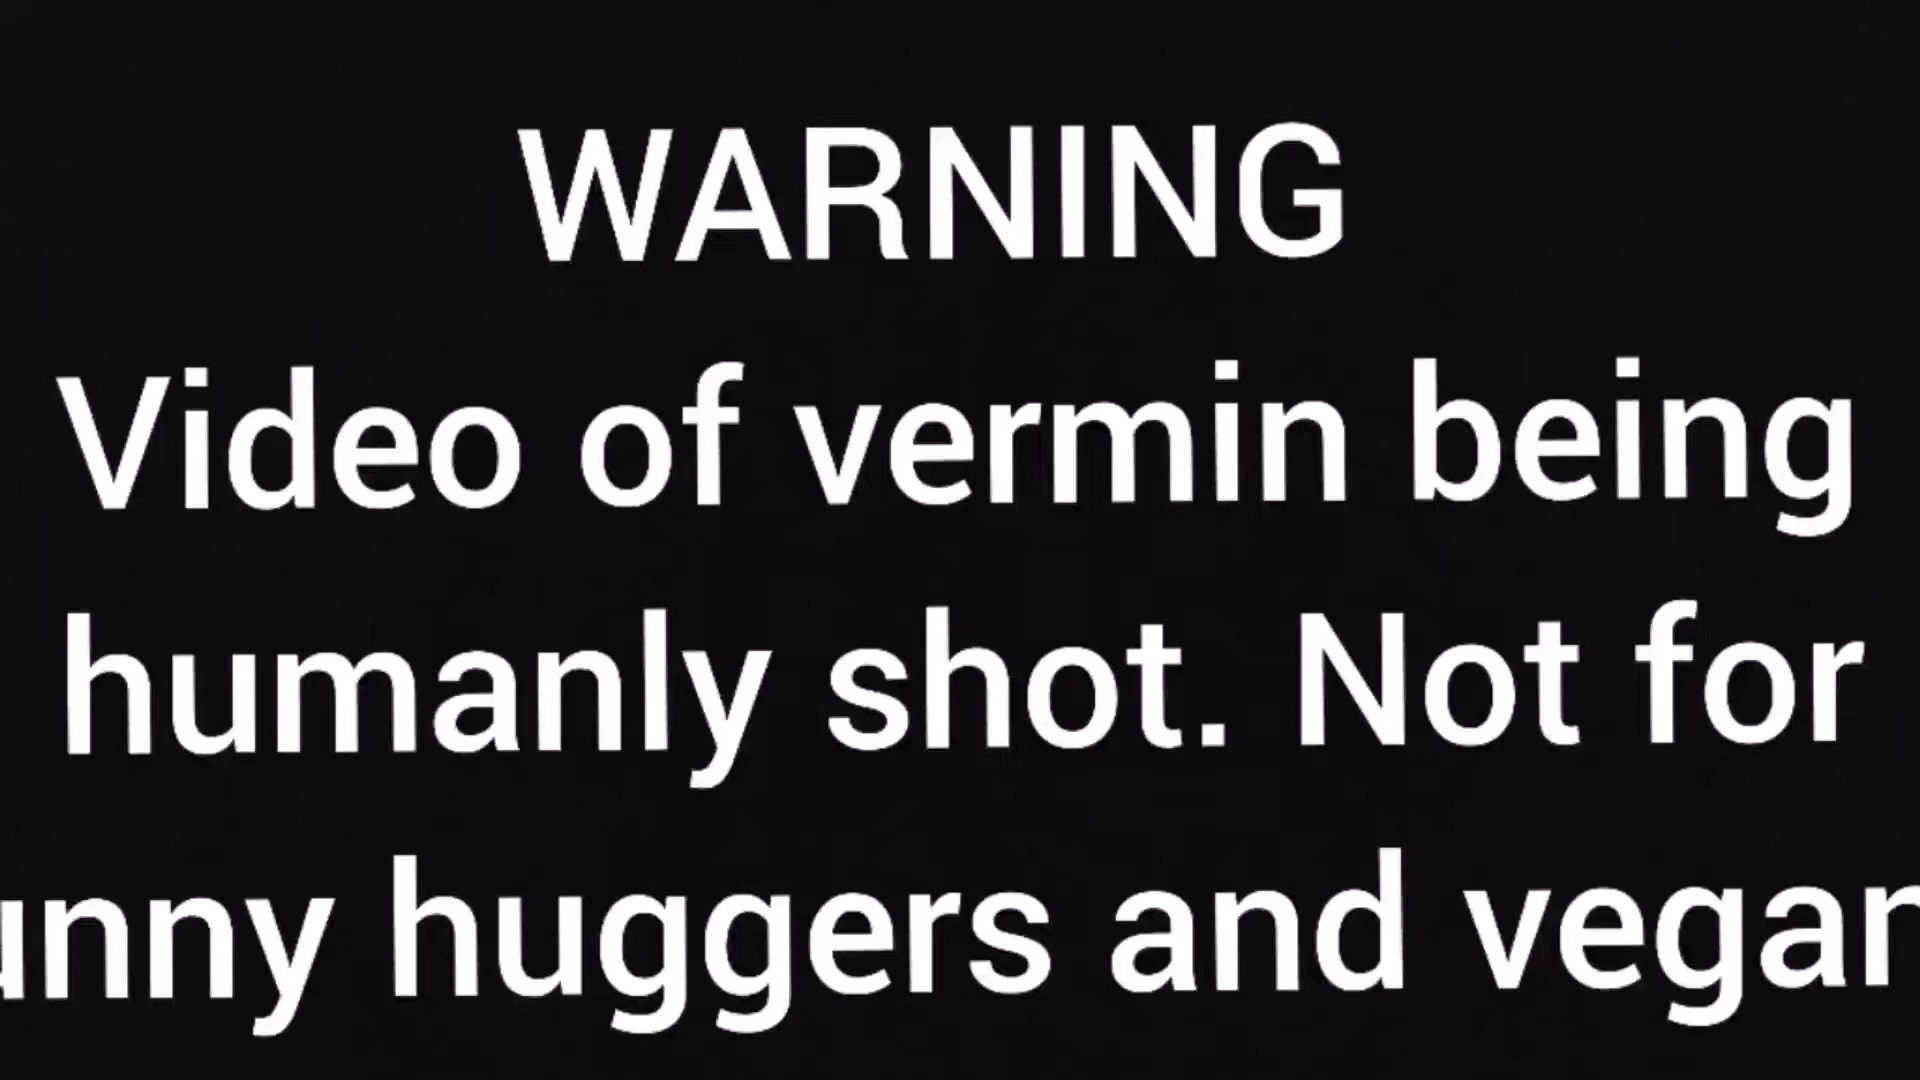 WARNING
Video of vermin being
humanly shot. Not for
unny huggers and vegan